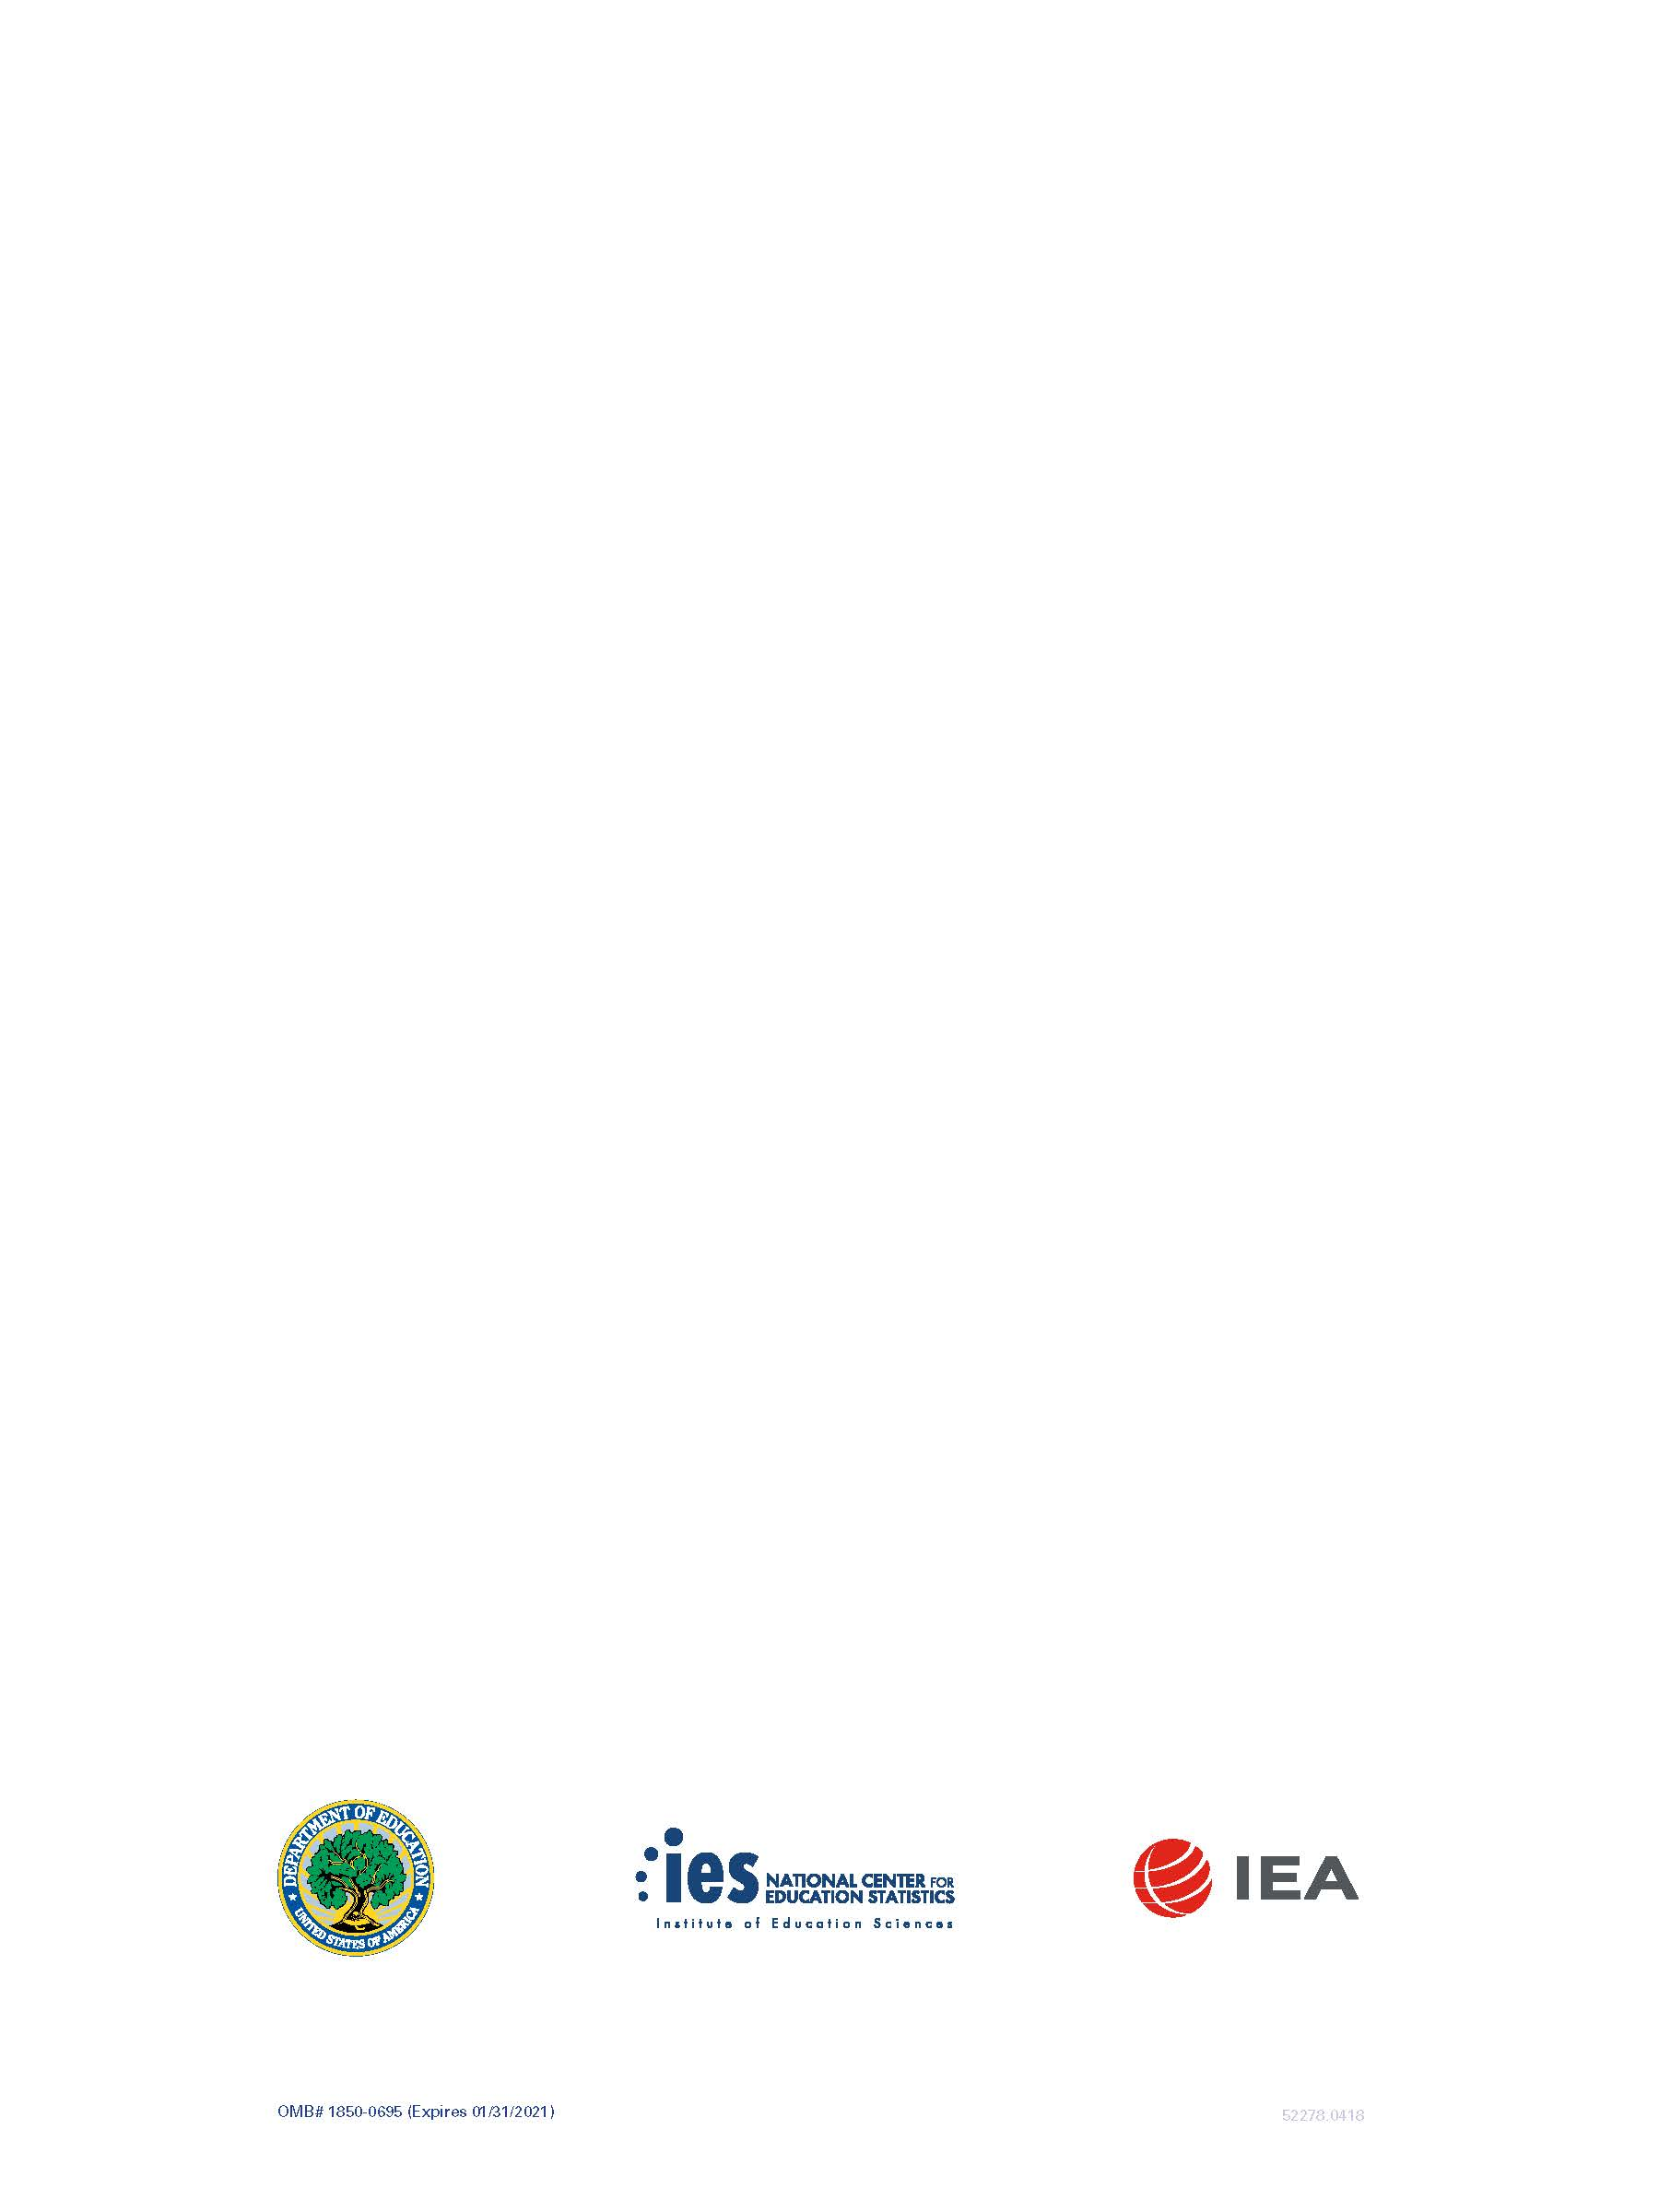 DEPARTMENT OF EDUCATION
UNITED STATES OF AMERICA
ies NATIONAL CENTER FOR
EDUCATION STATISTICS
Institute of Education Sciences
IEA
OMB# 1850-0695 (Expires 01/31/2021)
52278.0418